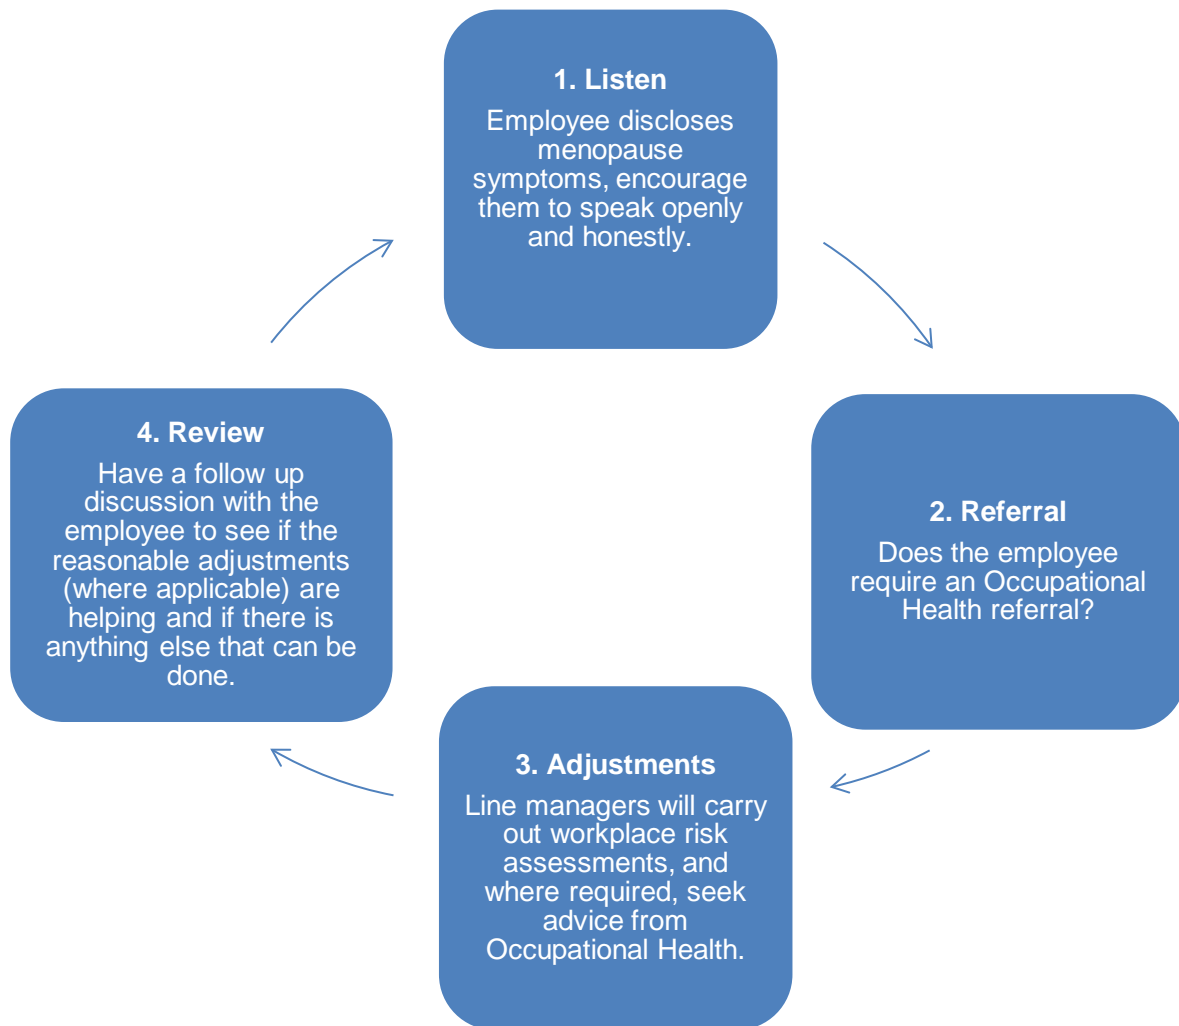 1. Listen
Employee discloses
menopause
symptoms, encourage
them to speak openly
and honestly.
2. Referral
Does the employee
require an Occupational
Health referral?
3. Adjustments
Line managers will carry
out workplace risk
assessments, and
where required, seek
advice from
Occupational Health.
4. Review
Have a follow up
discussion with the
employee to see if the
reasonable adjustments
(where applicable) are
helping and if there is
anything else that can be
done.